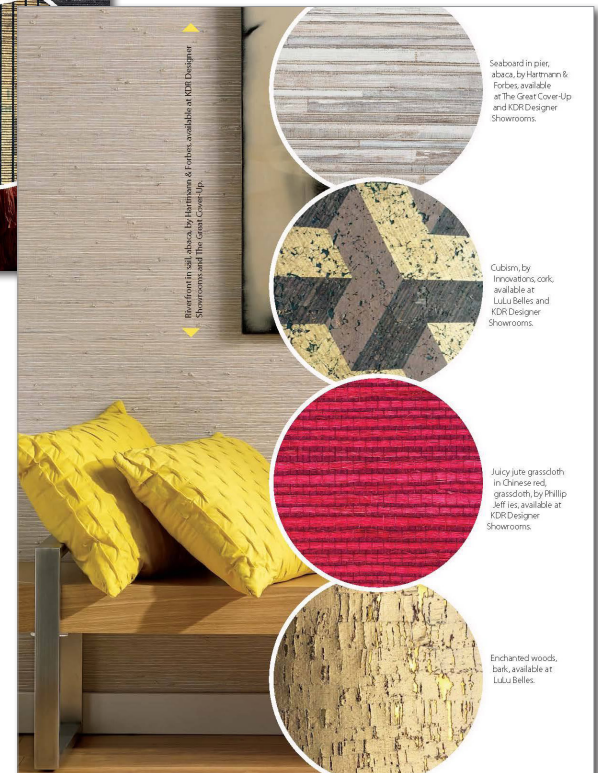 Riverfront in sail, abaca, by Hartmann & Forbes, available at KDR Designer
Showrooms and The Great Cover-Up.
Seaboard in pier,
abaca, by Hartmann &
Forbes, available
at The Great Cover-Up
and KDR Designer
Showrooms.
Cubism, by
Innovations, cork,
available at
LuLu Belles and
KDR Designer
Showrooms.
Juicy jute grasscloth
in Chinese red,
grasscloth, by Phillip
Jeff ies, available at
KDR Designer
Showrooms.
Enchanted woods,
bark, available at
LuLu Belles.